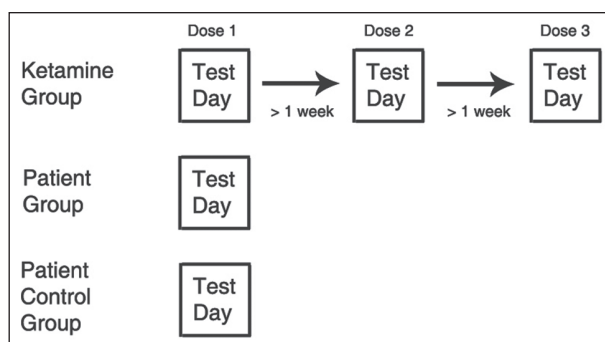 Dose 1 Dose 2 Dose 3
Ketamine Group
Test Day
> 1 week
Test Day
> 1 week
Test Day
Patient Group
Test Day
Patient Control Group
Test Day